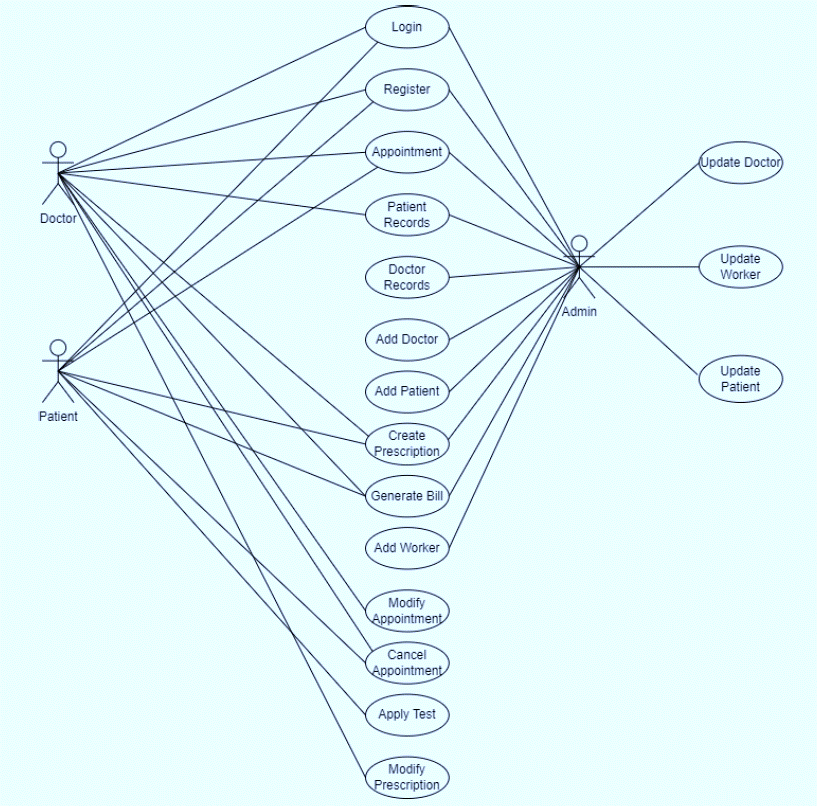 Login
Register
Appointment
Patient
Records
Doctor
Records
Add Doctor
Add Patient
Create
Prescription
Generate Bill
Add Worker
Modify
Appointment
Cancel
Appointment
Apply Test
Modify
Prescription
Doctor
Patient
Admin
Update Doctor
Update
Worker
Update
Patient